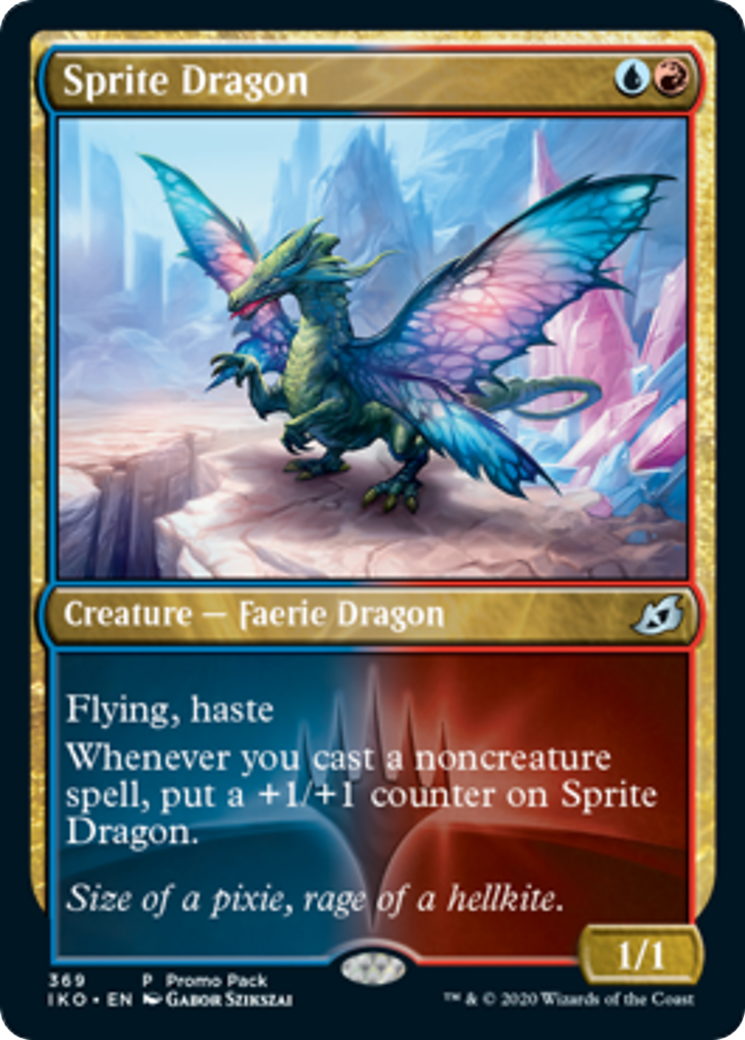 Sprite Dragon
Creature — Faerie Dragon
Flying, haste
Whenever you cast a noncreature
spell, put a +1/+1 counter on Sprite
Dragon.
Size of a pixie, rage of a hellkite.
1/1
369 P Promo Pack
IKO • EN Gabor Szikszai
™ & © 2020 Wizards of the Coast